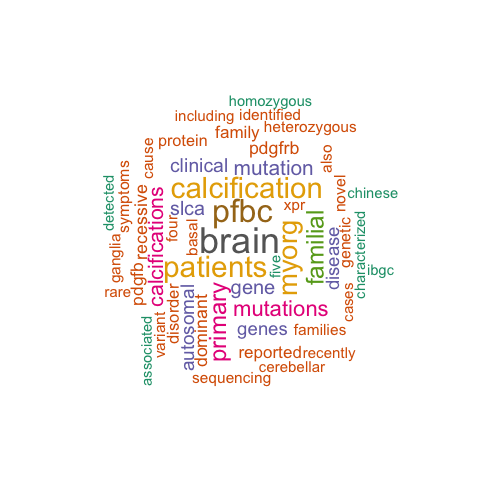 homozygous
including identified
family heterozygous
protein pdgfrb
cause also
clinical mutation
symptoms
detected
recessive
calcifications
calcification
slca pfbc xpr
novel
chinese
ganglia
pdgfb
four
basal
brain
myorg
familial
disease
genetic
characterized
rare
patients
five
ibgc
gene
primary
mutations
cases
associated
variant
disorder
autosomal
dominant
genes families
reported recently
cerebellar
sequencing